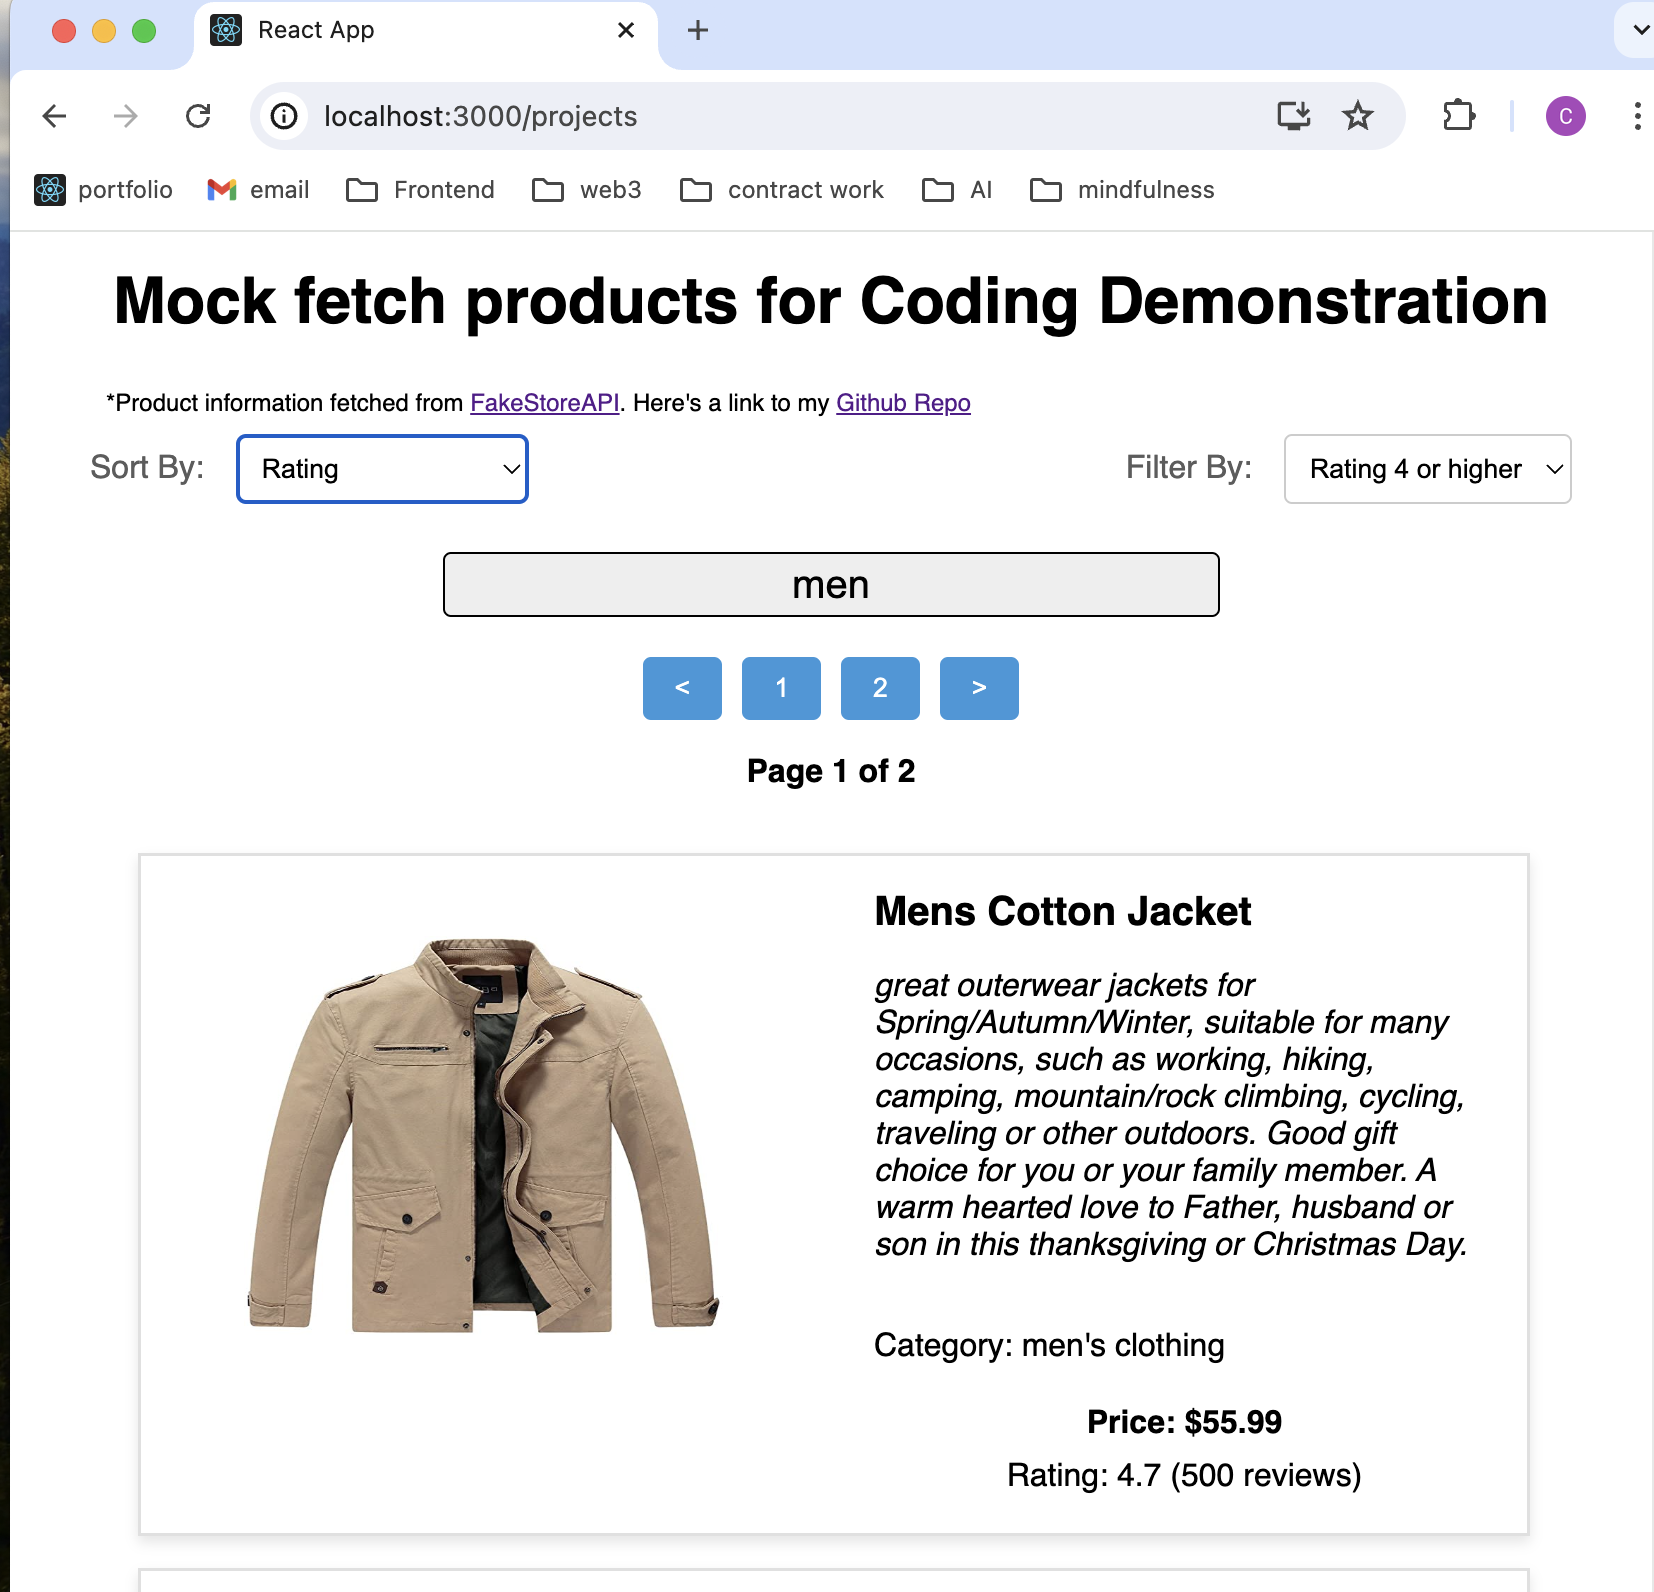 React App
localhost:3000/projects
C
portfolio email Frontend web3 contract work AI mindfulness
Mock fetch products for Coding Demonstration
*Product information fetched from FakeStoreAPI. Here's a link to my Github Repo
Sort By: Rating Filter By: Rating 4 or higher
men
< 1 2 >
Page 1 of 2
Mens Cotton Jacket
great outerwear jackets for
Spring/Autumn/Winter, suitable for many
occasions, such as working, hiking,
camping, mountain/rock climbing, cycling,
traveling or other outdoors. Good gift
choice for you or your family member. A
warm hearted love to Father, husband or
son in this thanksgiving or Christmas Day.
Category: men's clothing
Price: $55.99
Rating: 4.7 (500 reviews)